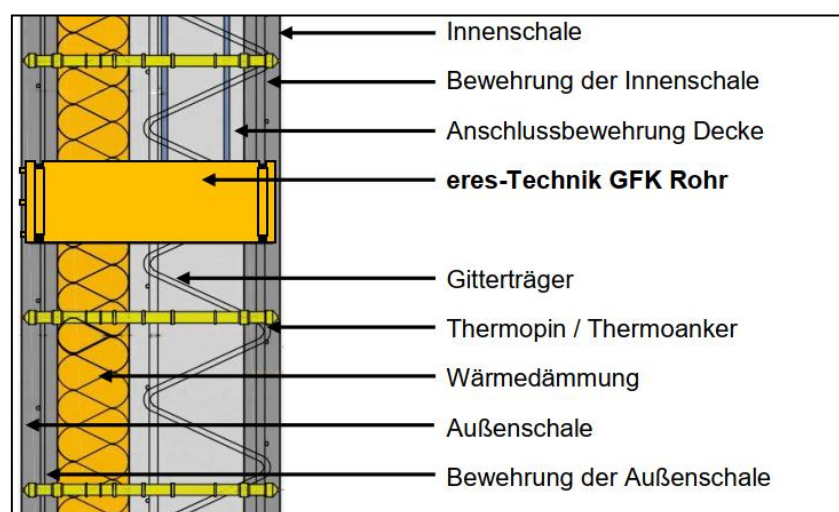 Innenschale
Bewehrung der Innenschale
Anschlussbewehrung Decke
eres-Technik GFK Rohr
Gitterträger
Thermopin / Thermoanker
Wärmedämmung
Außenschale
Bewehrung der Außenschale